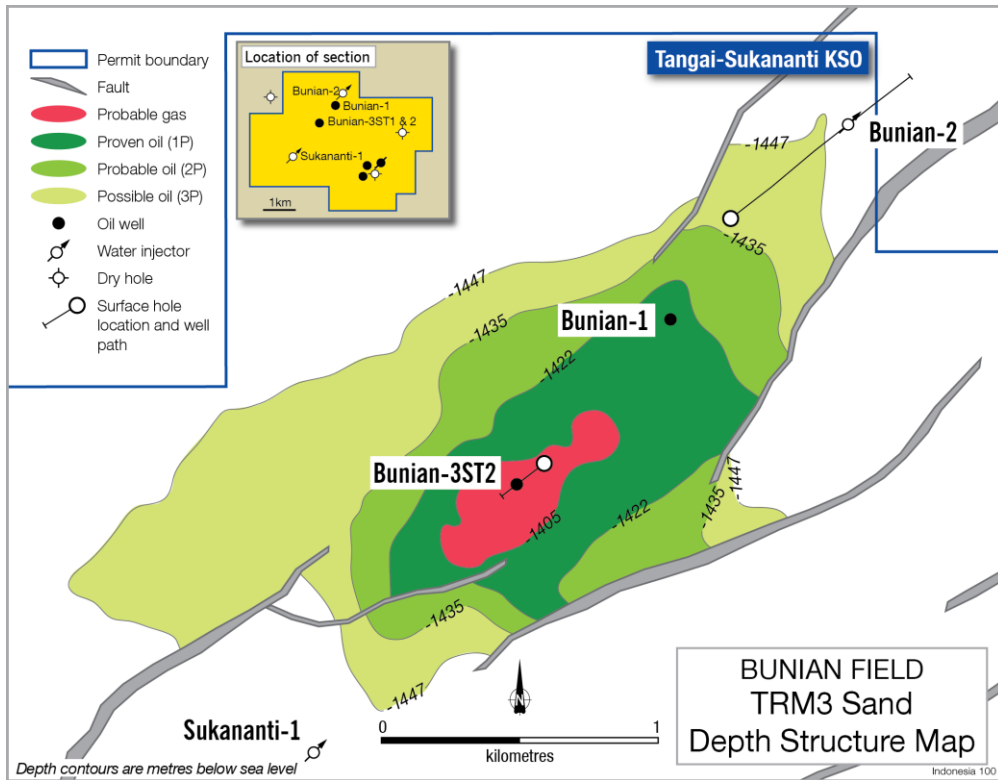 Permit boundary
Fault
Probable gas
Proven oil (1P)
Probable oil (2P)
Possible oil (3P)
Oil well
Water injector
Dry hole
Surface hole
location and well
path
Location of section
Bunian-2
Bunian-1
Bunian-3ST1 & 2
Sukananti-1
1km
Tangai-Sukananti KSO
Bunian-2
-1447
-1435
-1447
-1435
Bunian-1
-1422
Bunian-3ST2
-1405
-1422
-1435
-1447
-1435
-1447
Sukananti-1
N
0
1
kilometres
BUNIAN FIELD
TRM3 Sand
Depth Structure Map
Depth contours are metres below sea level
Indonesia 100